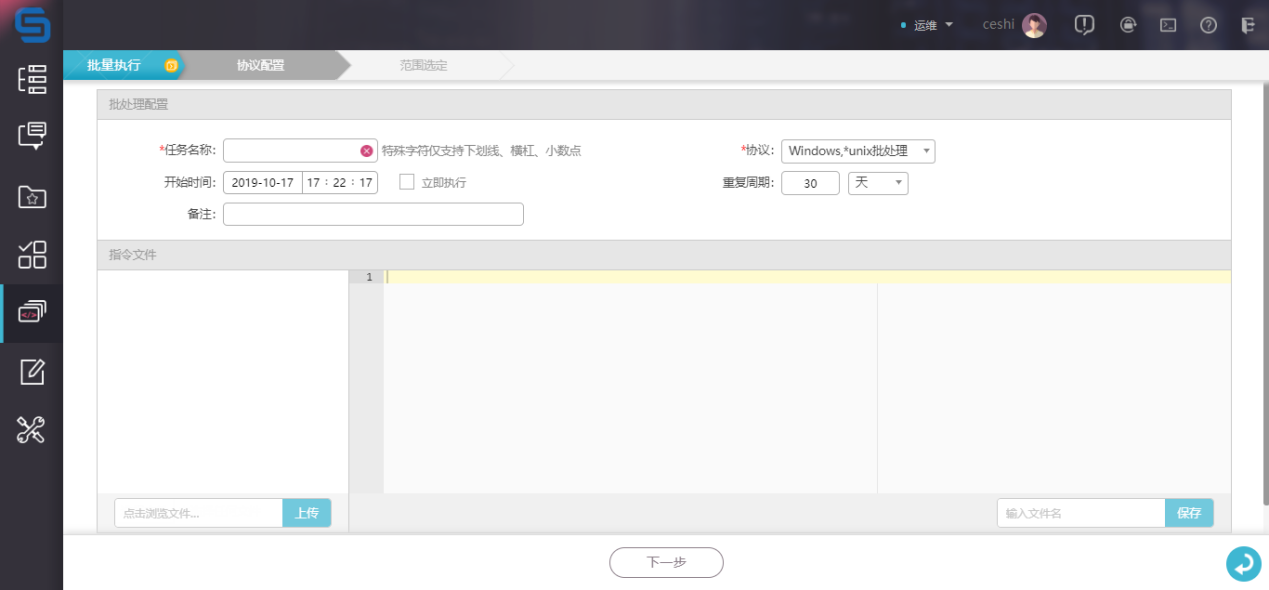 运维 ceshi
批量执行 协议配置 范围选定
批处理配置
*任务名称: 特殊字符仅支持下划线、横杠、小数点 *协议: Windows,*unix批处理
开始时间: 2019-10-17 17 : 22 : 17 立即执行 重复周期: 30 天
备注:
指令文件
1
点击浏览文件... 上传 输入文件名 保存
下一步